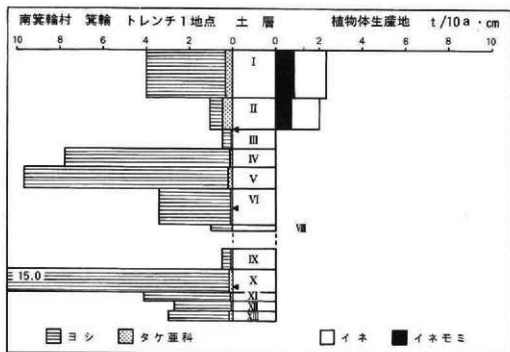 南箕輪村 箕輪 トレンチ1地点 土層 植物体生産地 t/10a・cm
10 8 6 4 2 0 0 2 4 6 8 10
I
II
III
IV
V
VI
VIII
IX
15.0 X
XI
XII
XIII
ヨシ タケ亜科 イネ イネモミ